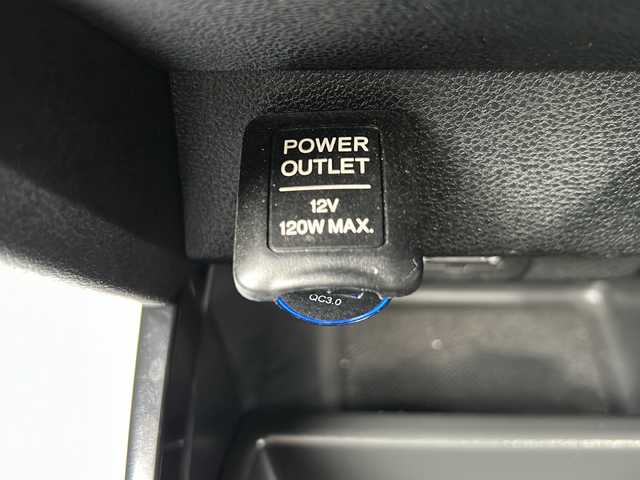 POWER
OUTLET
12V
120W MAX.
QC3.0